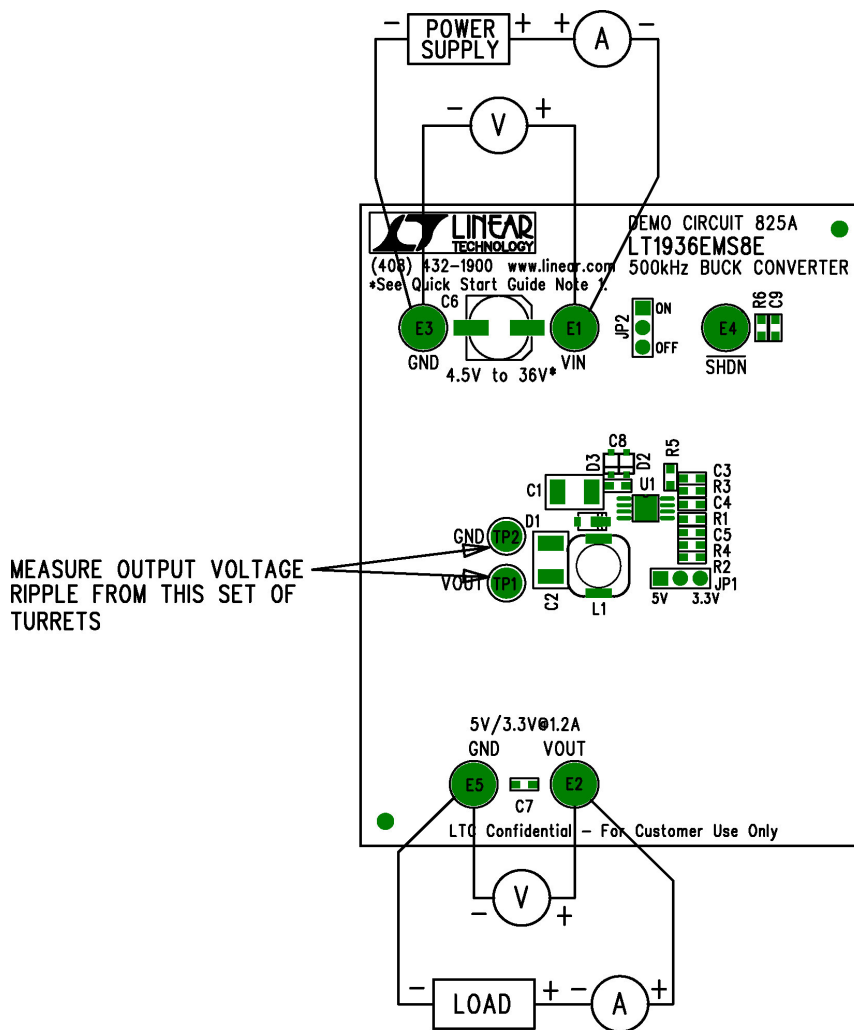 - POWER SUPPLY + + A -
- V +
LT LINEAR TECHNOLOGY
(408) 432-1900 www.linear.com
*See Quick Start Guide Note 1.
DEMO CIRCUIT 825A
LT1936EMS8E
500kHz BUCK CONVERTER
C6
E3
E1
GND
VIN
4.5V to 36V*
JP2
ON
OFF
E4
SHDN
R6
C9
C8
D3
D2
R5
C1
U1
C3
R3
C4
R1
C5
R4
R2
JP1
5V 3.3V
D1
GND TP2
VOUT TP1
C2
L1
MEASURE OUTPUT VOLTAGE
RIPPLE FROM THIS SET OF
TURRETS
5V/3.3V@1.2A
GND VOUT
E5
E2
C7
LTC Confidential - For Customer Use Only
- V +
- LOAD + - A +